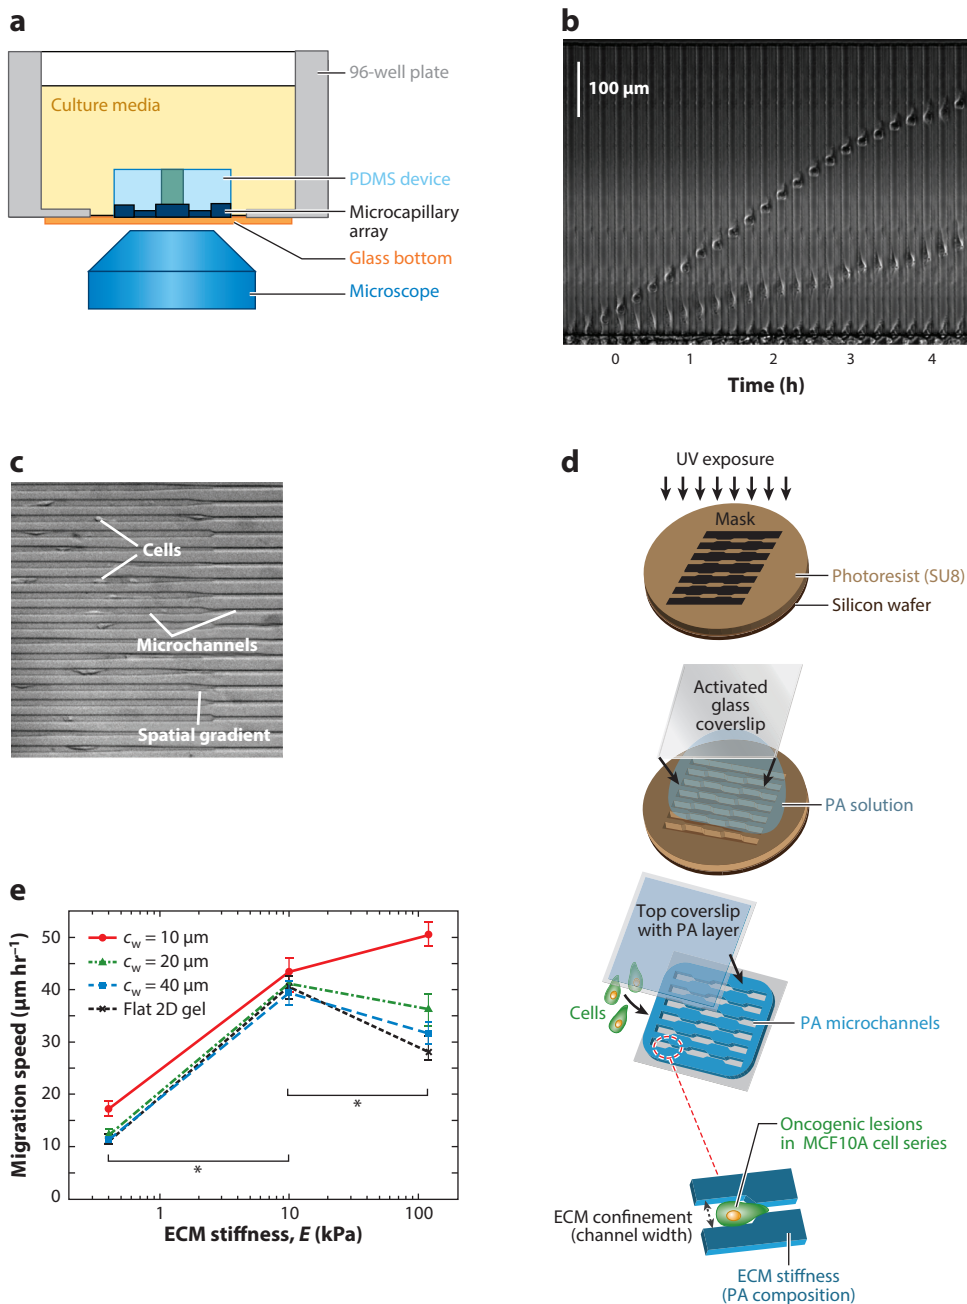 a
96-well plate
Culture media
PDMS device
Microcapillary
array
Glass bottom
Microscope
b
100 μm
0 1 2 3 4
Time (h)
c
Cells
Microchannels
Spatial gradient
d
UV exposure
Mask
Photoresist (SU8)
Silicon wafer
Activated
glass
coverslip
PA solution
Top coverslip
with PA layer
Cells
PA microchannels
Oncogenic lesions
in MCF10A cell series
ECM confinement
(channel width)
ECM stiffness
(PA composition)
e
Migration speed (μm hr⁻¹)
50
40
30
20
10
0
c_w = 10 μm
c_w = 20 μm
c_w = 40 μm
Flat 2D gel
*
*
1 10 100
ECM stiffness, E (kPa)